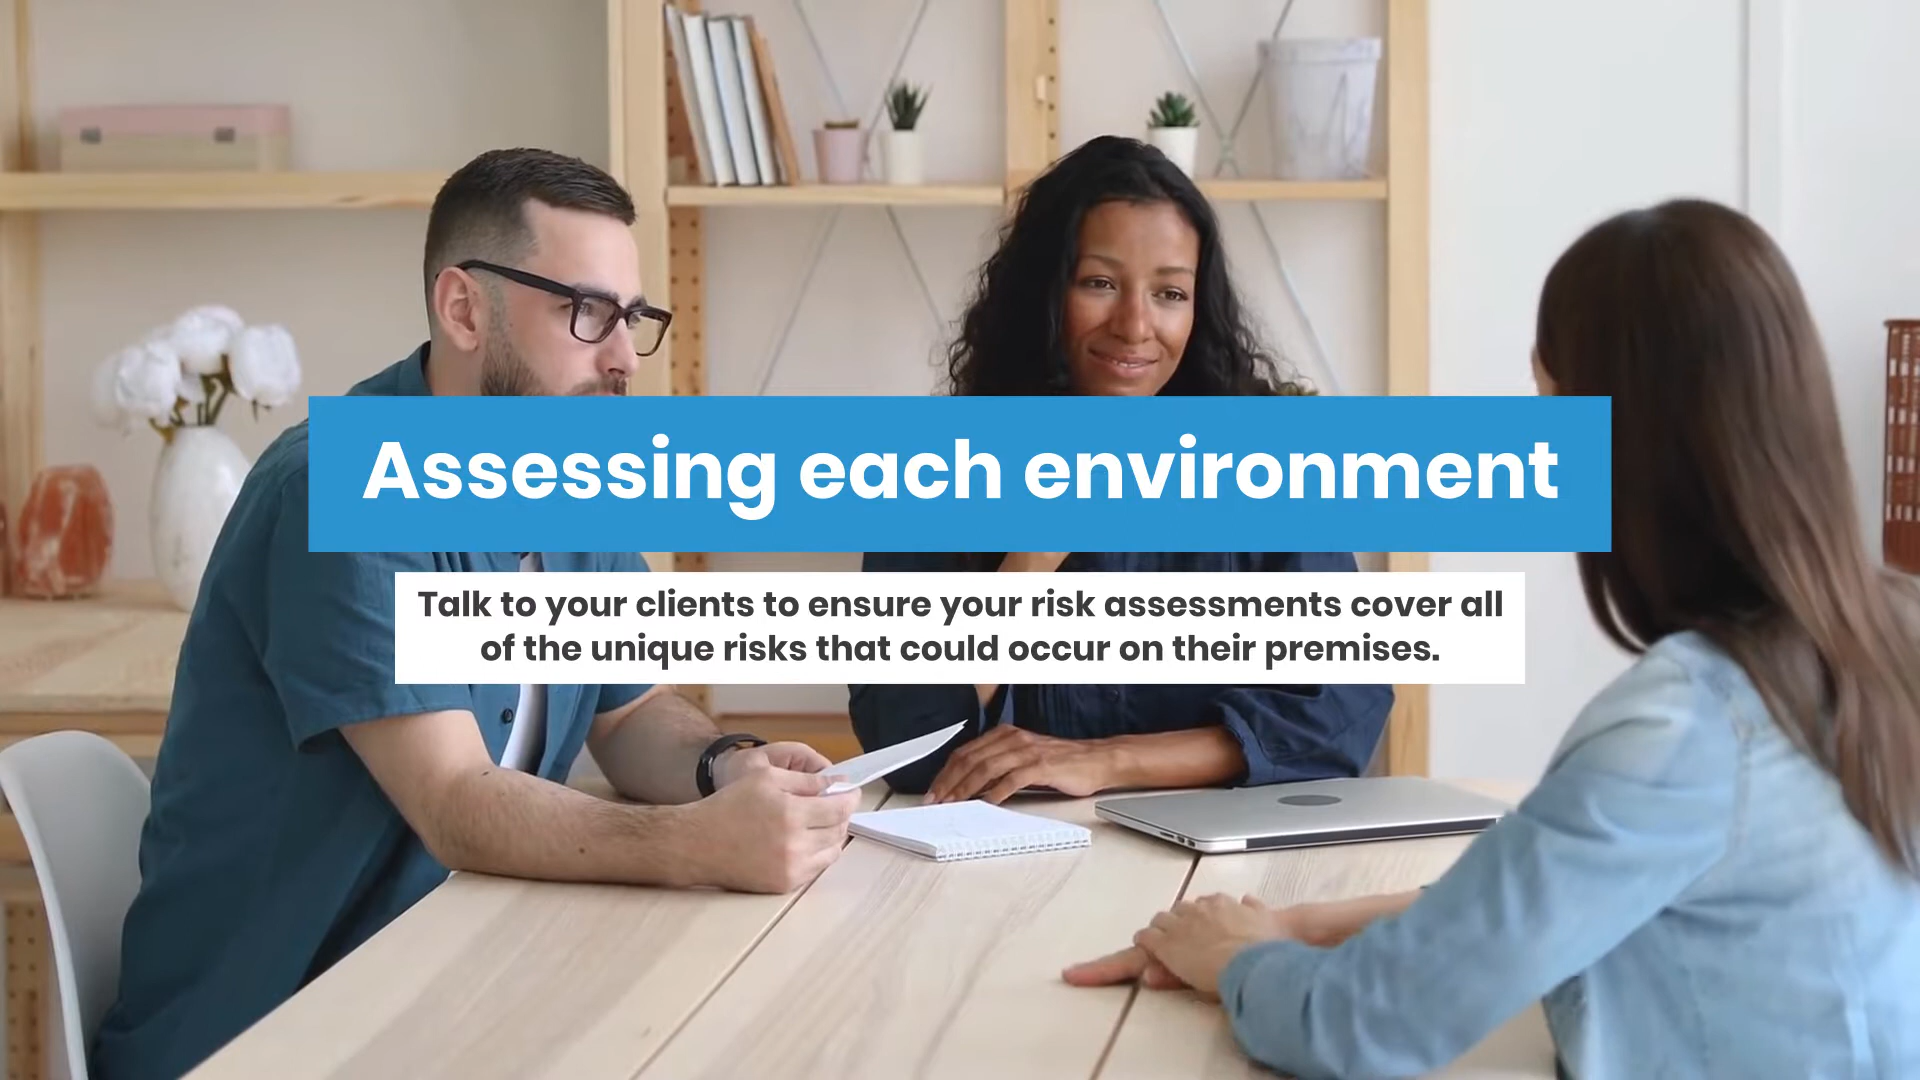 Assessing each environment
Talk to your clients to ensure your risk assessments cover all
of the unique risks that could occur on their premises.